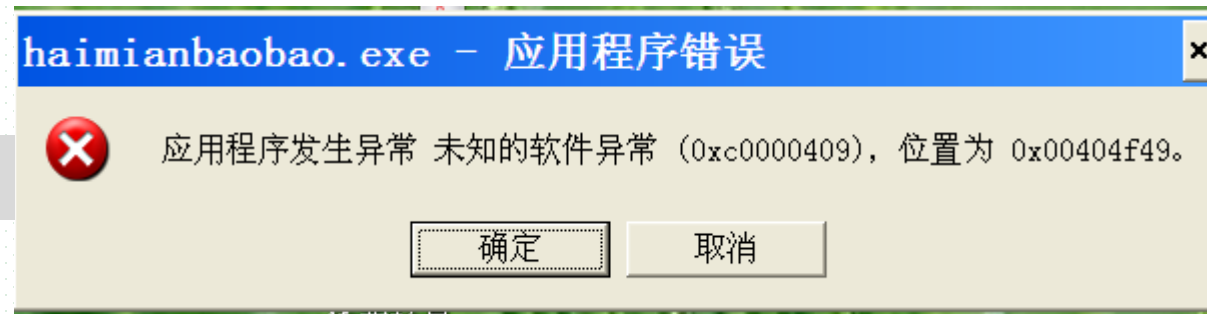 haimianbaobao.exe - 应用程序错误
应用程序发生异常 未知的软件异常 (0xc0000409)，位置为 0x00404f49。
确定
取消